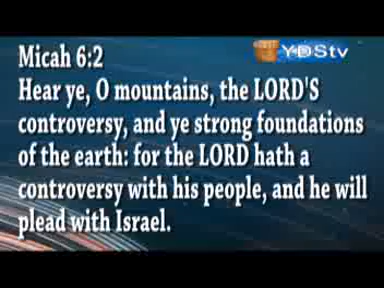 YDStv
Micah 6:2
Hear ye, O mountains, the LORD'S
controversy, and ye strong foundations
of the earth: for the LORD hath a
controversy with his people, and he will
plead with Israel.